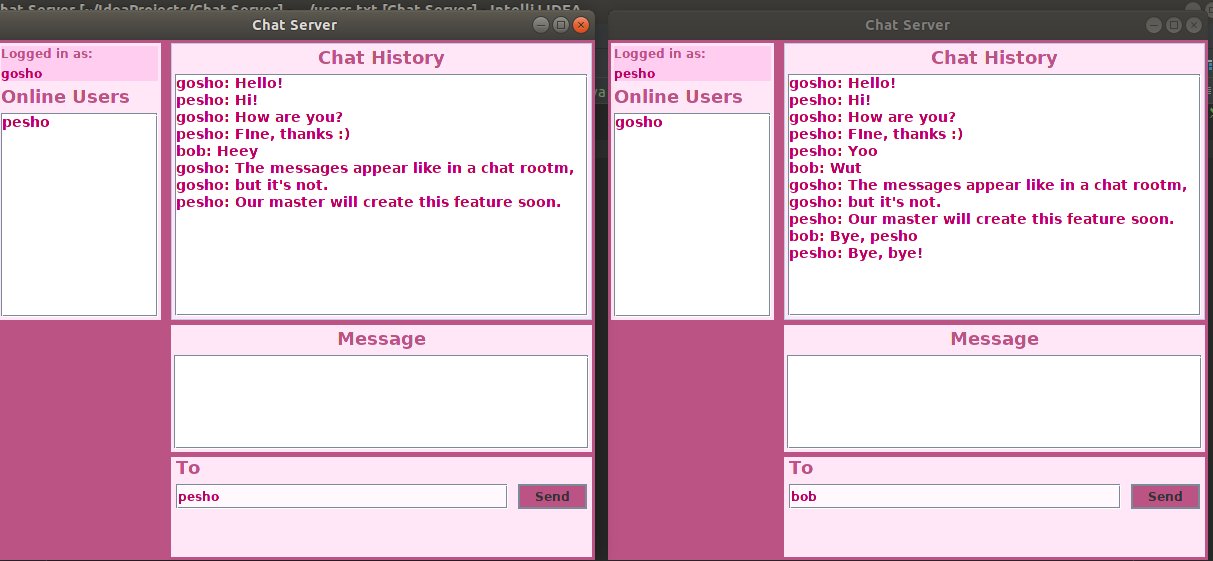 hat Server [~/IdeaProjects/Chat Server] - .../users.txt [Chat Server] - IntelliJ IDEA
Chat Server
Logged in as:
gosho
Online Users
pesho
Chat History
gosho: Hello!
pesho: Hi!
gosho: How are you?
pesho: FIne, thanks :)
bob: Heey
gosho: The messages appear like in a chat rootm,
gosho: but it's not.
pesho: Our master will create this feature soon.
Message
To
pesho
Send
va
Chat Server
Logged in as:
pesho
Online Users
gosho
Chat History
gosho: Hello!
pesho: Hi!
gosho: How are you?
pesho: FIne, thanks :)
pesho: Yoo
bob: Wut
gosho: The messages appear like in a chat rootm,
gosho: but it's not.
pesho: Our master will create this feature soon.
bob: Bye, pesho
pesho: Bye, bye!
Message
To
bob
Send